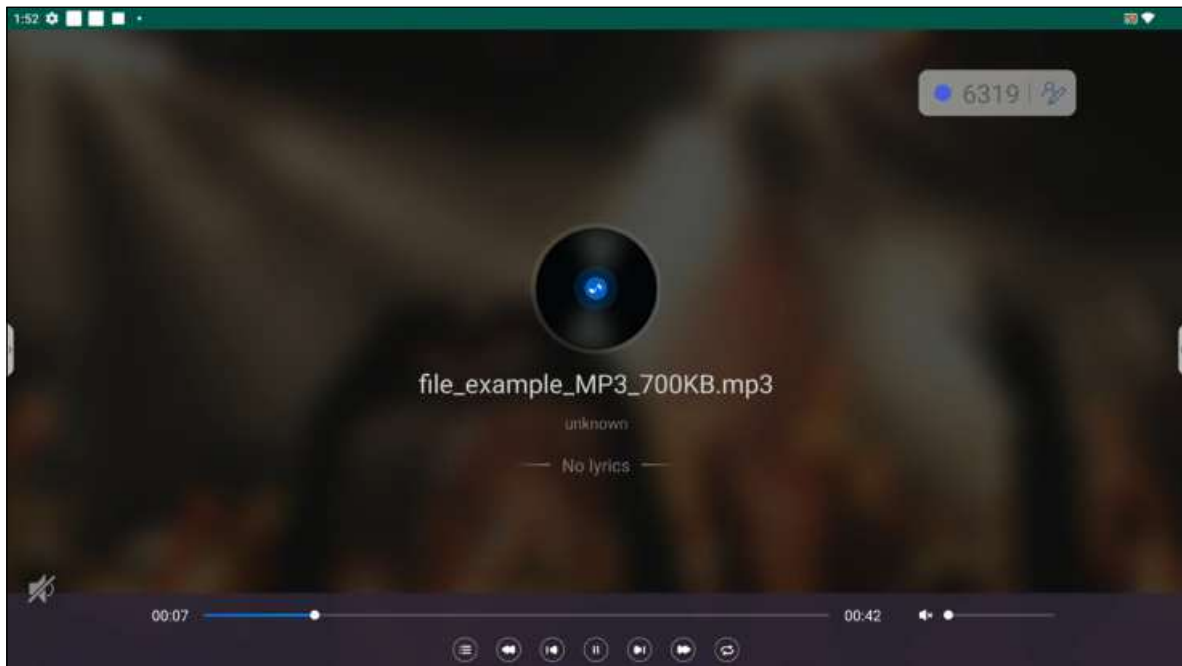 1:52
6319
file_example_MP3_700KB.mp3
unknown
No lyrics
00:07
00:42